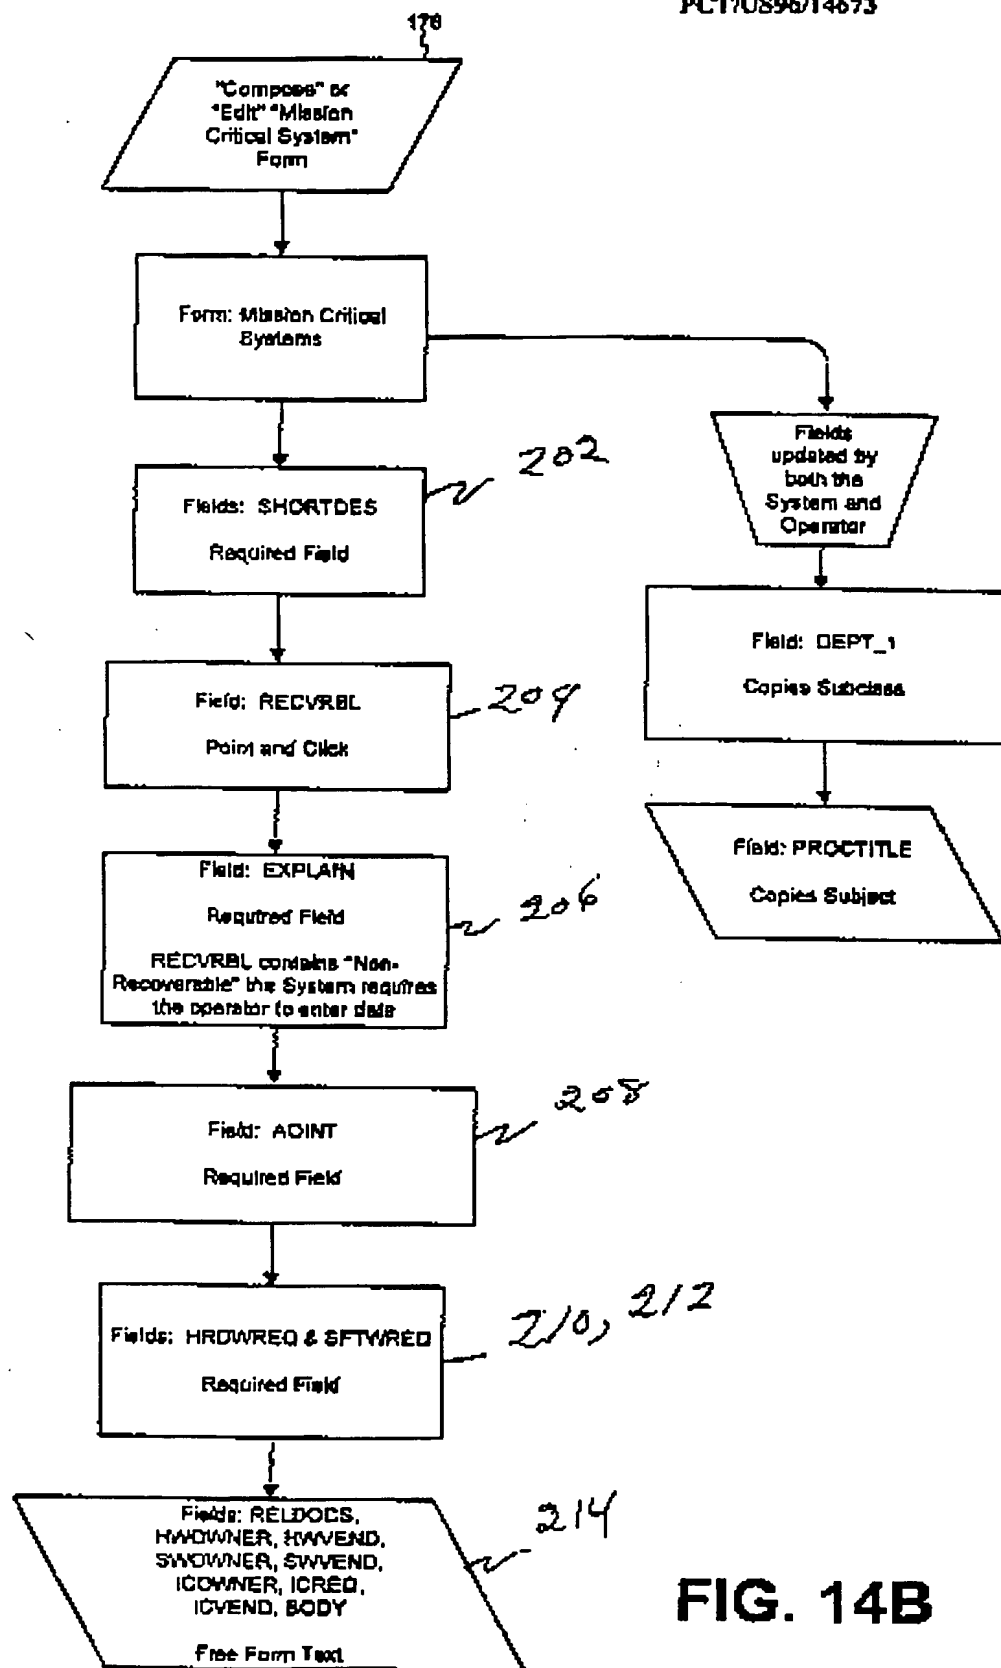 PCT/US96/14673
176
"Compose" or
"Edit" "Mission
Critical System"
Form
Form: Mission Critical
Systems
Fields: SHORTDES
Required Field
202
Fields
updated by
both the
System and
Operator
Field: DEPT_1
Copies Subclass
Field: RECVRBL
Point and Click
204
Field: PROCTITLE
Copies Subject
Field: EXPLAIN
Required Field
RECVRBL contains "Non-
Recoverable" the System requires
the operator to enter data
206
Field: AOINT
Required Field
208
Fields: HRDWREQ & SFTWREQ
Required Field
210, 212
Fields: RELDOCS,
HWOWNER, HWVEND,
SWOWNER, SWVEND,
ICOWNER, ICREQ,
ICVEND, BODY
Free Form Text
214
FIG. 14B